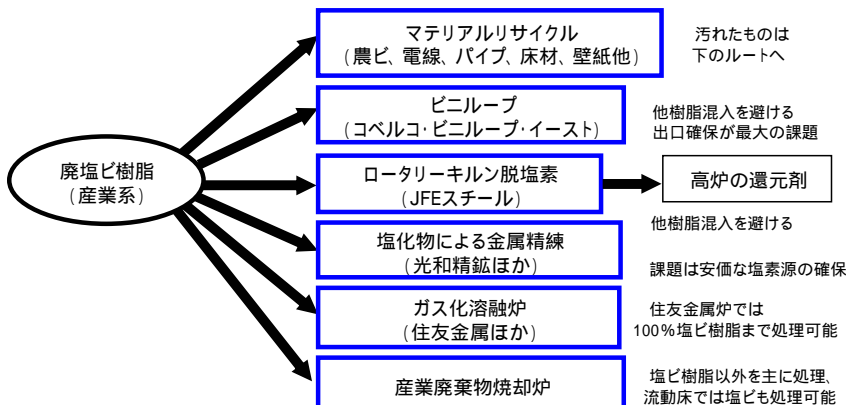 マテリアルリサイクル
(農ビ、電線、パイプ、床材、壁紙他)
汚れたものは
下のルートへ
ビニループ
(コベルコ・ビニループ・イースト)
他樹脂混入を避ける
出口確保が最大の課題
廃塩ビ樹脂
(産業系)
ロータリーキルン脱塩素
(JFEスチール)
高炉の還元剤
他樹脂混入を避ける
塩化物による金属精練
(光和精鉱ほか)
課題は安価な塩素源の確保
ガス化溶融炉
(住友金属ほか)
住友金属炉では
100%塩ビ樹脂まで処理可能
産業廃棄物焼却炉
塩ビ樹脂以外を主に処理、
流動床では塩ビも処理可能